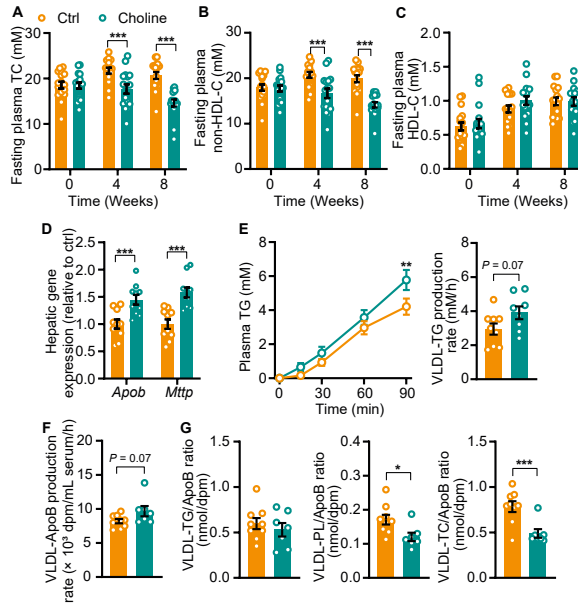 A
Ctrl
Choline
Fasting plasma TC (mM)
30
20
10
0
***
***
0
4
8
Time (Weeks)
B
Fasting plasma
non-HDL-C (mM)
30
20
10
0
***
***
0
4
8
Time (Weeks)
C
Fasting plasma
HDL-C (mM)
2.0
1.5
1.0
0.5
0
0
4
8
Time (Weeks)
D
Hepatic gene
expression (relative to ctrl)
2.5
2.0
1.5
1.0
0.5
0
***
***
Apob
Mttp
E
Plasma TG (mM)
8
6
4
2
0
**
0
30
60
90
Time (min)
VLDL-TG production
rate (mM/h)
8
6
4
2
0
P = 0.07
F
VLDL-ApoB production
rate (× 10³ dpm/mL serum/h)
20
15
10
5
0
P = 0.07
G
VLDL-TG/ApoB ratio
(nmol/dpm)
1.5
1.0
0.5
0
VLDL-PL/ApoB ratio
(nmol/dpm)
0.4
0.3
0.2
0.1
0
*
VLDL-TC/ApoB ratio
(nmol/dpm)
1.5
1.0
0.5
0
***